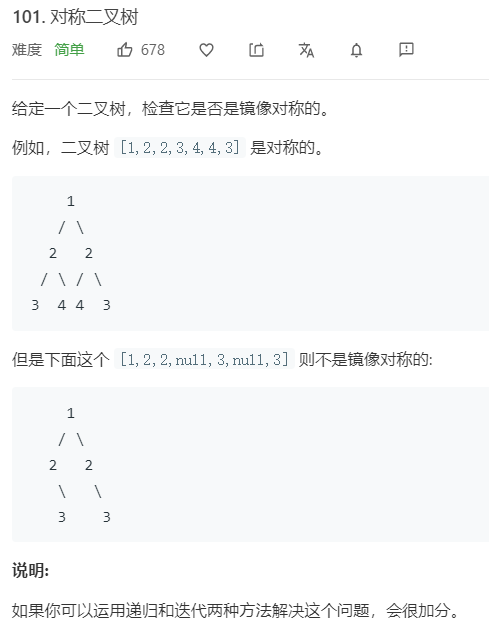 101. 对称二叉树
难度 简单 678
给定一个二叉树，检查它是否是镜像对称的。
例如，二叉树 [1,2,2,3,4,4,3] 是对称的。
1
/ \
2 2
/ \ / \
3 4 4 3
但是下面这个 [1,2,2,null,3,null,3] 则不是镜像对称的:
1
/ \
2 2
\ \
3 3
说明:
如果你可以运用递归和迭代两种方法解决这个问题，会很加分。